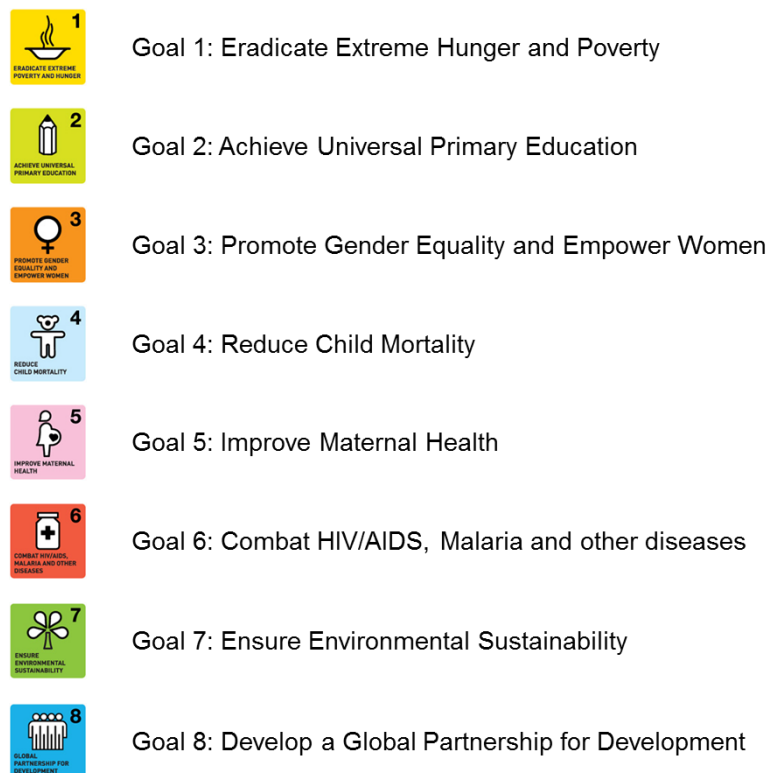 1
ERADICATE EXTREME
POVERTY AND HUNGER
Goal 1: Eradicate Extreme Hunger and Poverty
2
ACHIEVE UNIVERSAL
PRIMARY EDUCATION
Goal 2: Achieve Universal Primary Education
3
PROMOTE GENDER
EQUALITY AND
EMPOWER WOMEN
Goal 3: Promote Gender Equality and Empower Women
4
REDUCE
CHILD MORTALITY
Goal 4: Reduce Child Mortality
5
IMPROVE MATERNAL
HEALTH
Goal 5: Improve Maternal Health
6
COMBAT HIV/AIDS,
MALARIA AND OTHER
DISEASES
Goal 6: Combat HIV/AIDS, Malaria and other diseases
7
ENSURE
ENVIRONMENTAL
SUSTAINABILITY
Goal 7: Ensure Environmental Sustainability
8
GLOBAL
PARTNERSHIP FOR
DEVELOPMENT
Goal 8: Develop a Global Partnership for Development